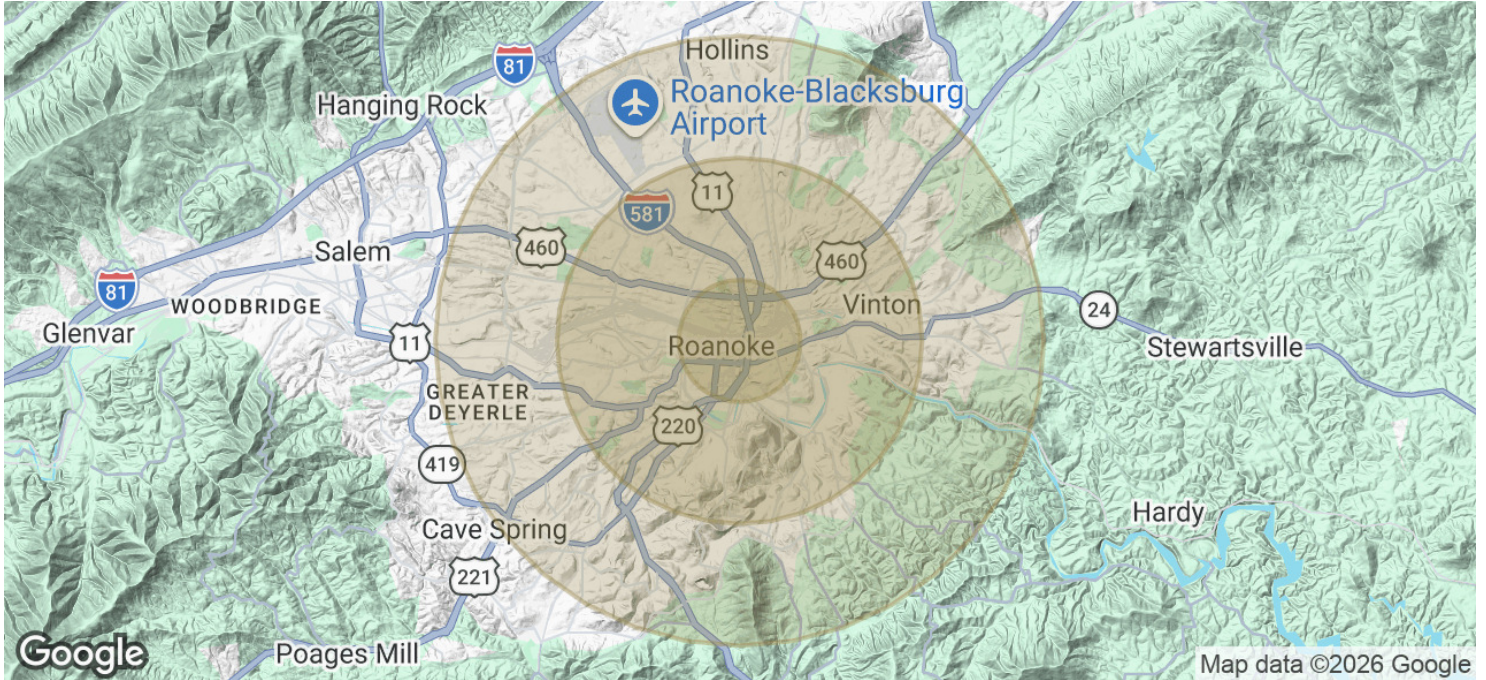 Hollins
81
Roanoke-Blacksburg
Airport
Hanging Rock
11
581
460
460
Salem
81
WOODBRIDGE
Vinton
24
Glenvar
11
Roanoke
Stewartsville
GREATER
DEYERLE
220
419
Hardy
Cave Spring
221
Poages Mill
Google
Map data ©2026 Google